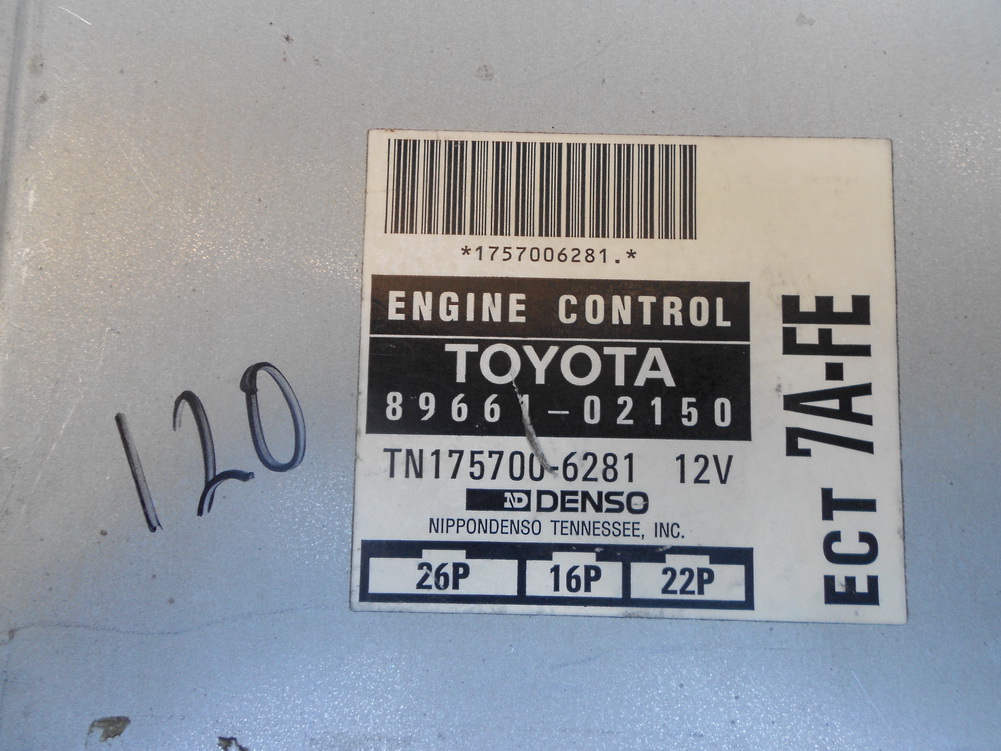 *1757006281.*
ENGINE CONTROL
TOYOTA
89661-02150
TN175700-6281 12V
ND DENSO
NIPPONDENSO TENNESSEE, INC.
26P 16P 22P
ECT 7A-FE
120